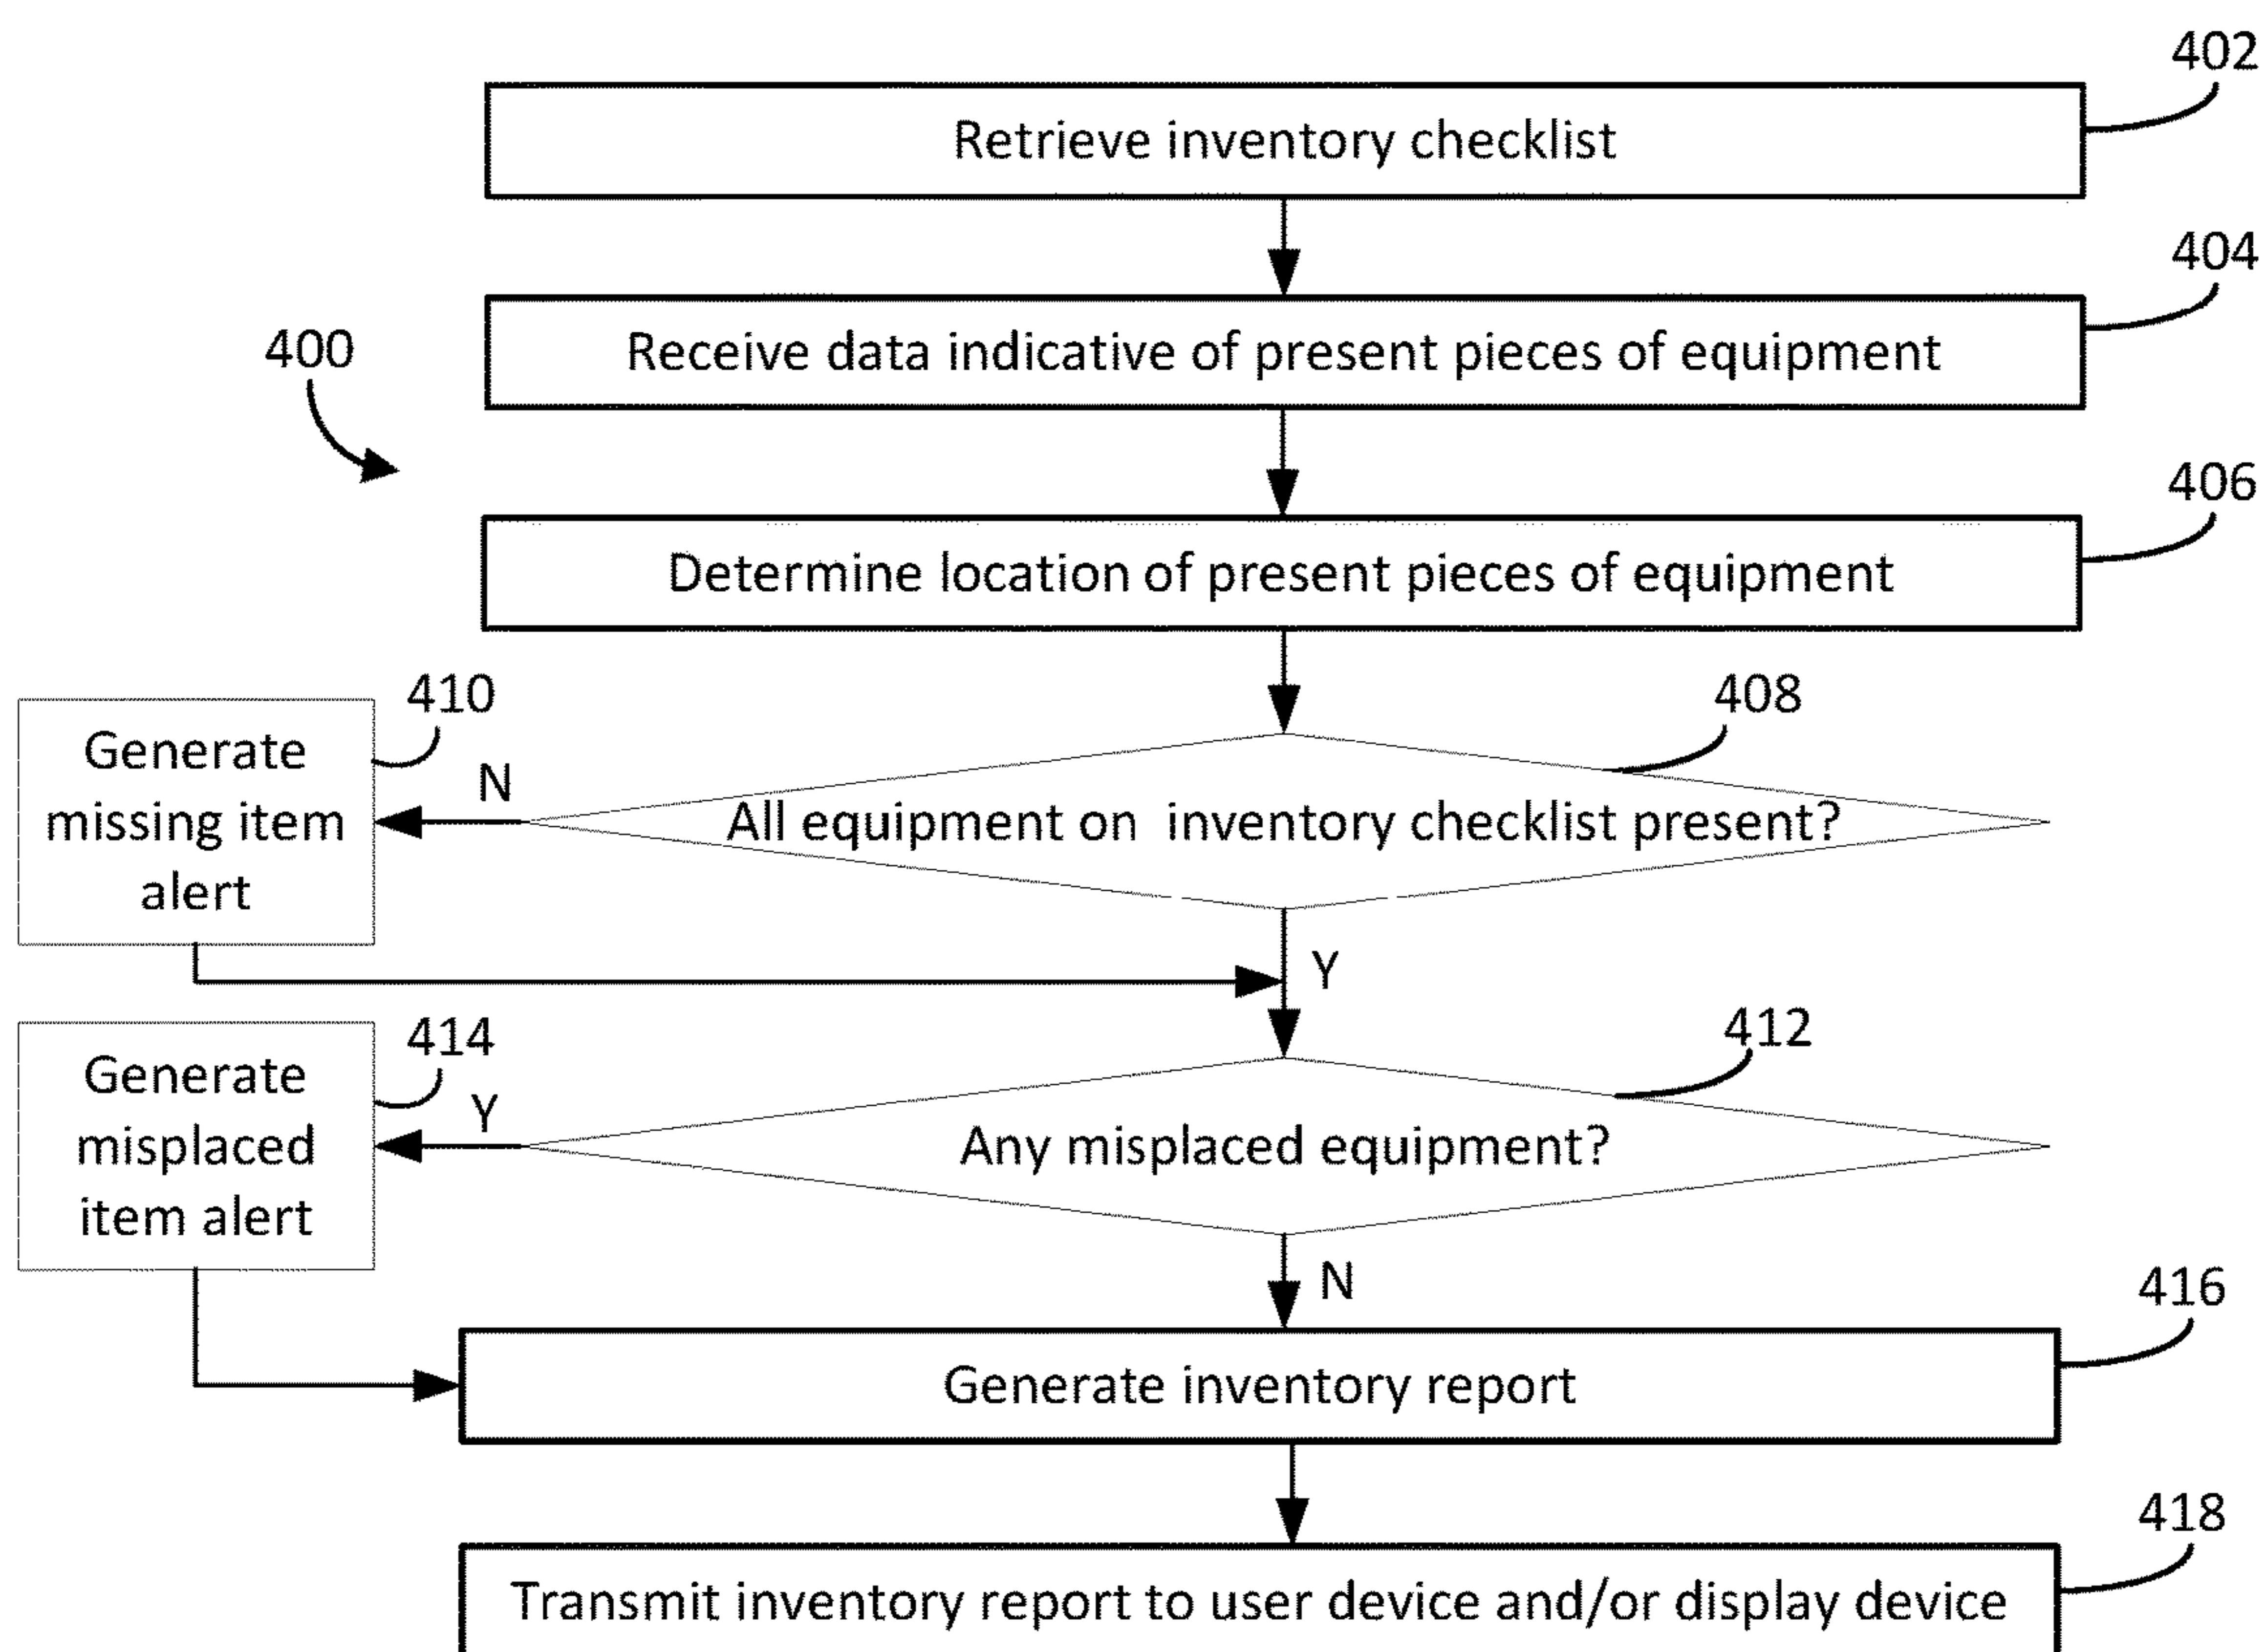 402
Retrieve inventory checklist
404
Receive data indicative of present pieces of equipment
400
406
Determine location of present pieces of equipment
410
408
Generate
missing item
alert
N
All equipment on inventory checklist present?
Y
414
412
Generate
misplaced
item alert
Y
Any misplaced equipment?
N
416
Generate inventory report
418
Transmit inventory report to user device and/or display device